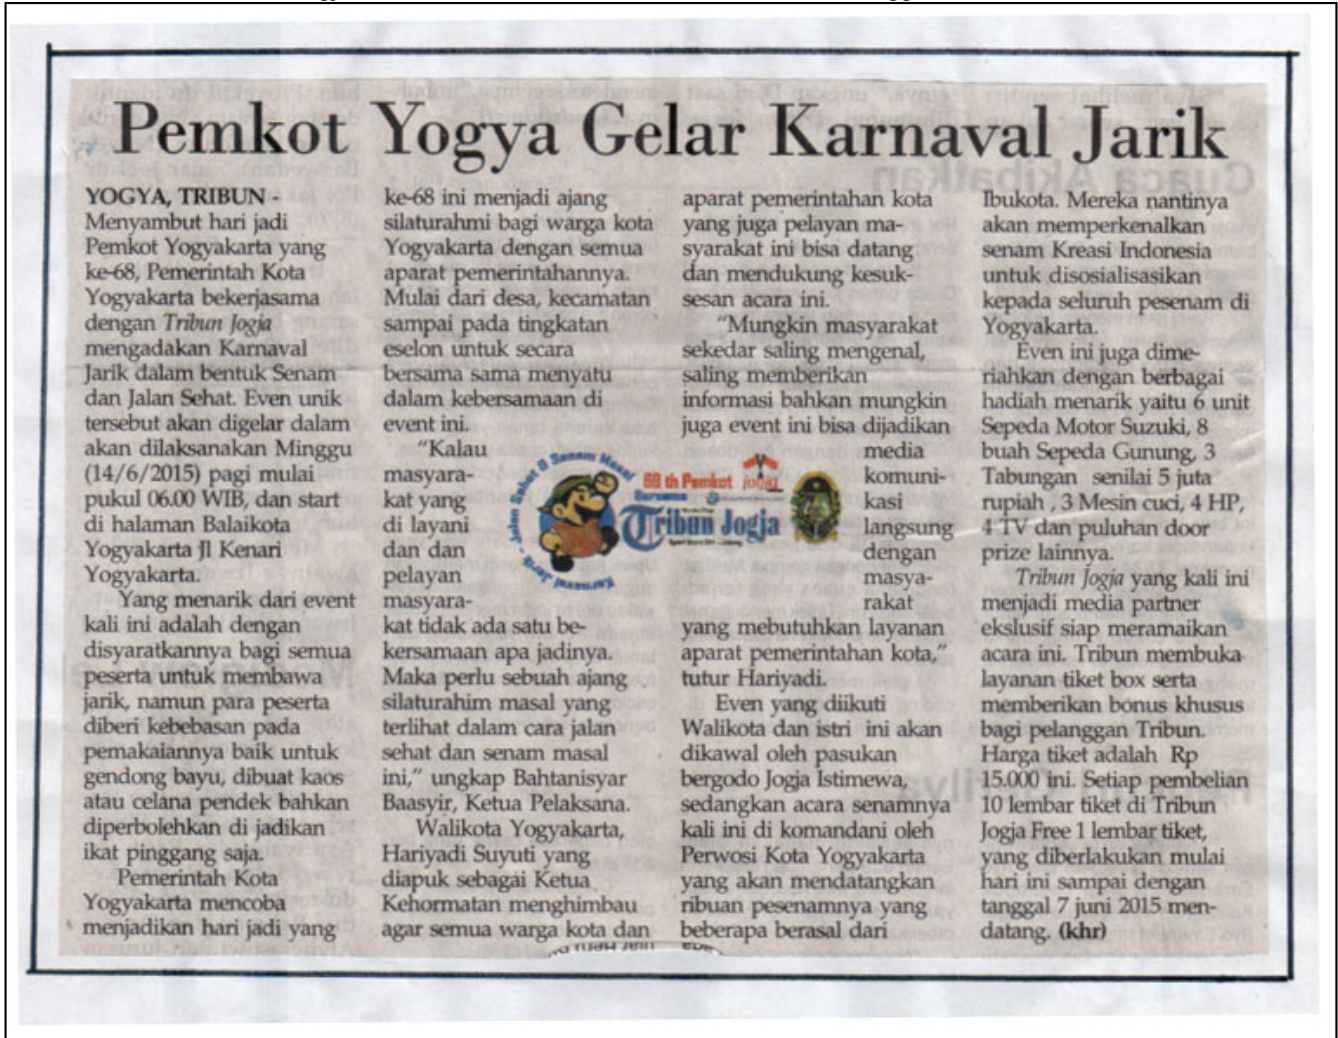 Pemkot Yogya Gelar Karnaval Jarik
YOGYA, TRIBUN -
Menyambut hari jadi
Pemkot Yogyakarta yang
ke-68, Pemerintah Kota
Yogyakarta bekerjasama
dengan Tribun Jogja
mengadakan Karnaval
Jarik dalam bentuk Senam
dan Jalan Sehat. Even unik
tersebut akan digelar dalam
akan dilaksanakan Minggu
(14/6/2015) pagi mulai
pukul 06.00 WIB, dan start
di halaman Balaikota
Yogyakarta Jl Kenari
Yogyakarta.
Yang menarik dari event
kali ini adalah dengan
disyaratkannya bagi semua
peserta untuk membawa
jarik, namun para peserta
diberi kebebasan pada
pemakaiannya baik untuk
gendong bayu, dibuat kaos
atau celana pendek bahkan
diperbolehkan di jadikan
ikat pinggang saja.
Pemerintah Kota
Yogyakarta mencoba
menjadikan hari jadi yang
ke-68 ini menjadi ajang
silaturahmi bagi warga kota
Yogyakarta dengan semua
aparat pemerintahannya.
Mulai dari desa, kecamatan
sampai pada tingkatan
eselon untuk secara
bersama sama menyatu
dalam kebersamaan di
event ini.
"Kalau
masyara-
kat yang
di layani
dan dan
pelayan
masyara-
kat tidak ada satu be-
kersamaan apa jadinya.
Maka perlu sebuah ajang
silaturahim masal yang
terlihat dalam cara jalan
sehat dan senam masal
ini," ungkap Bahtanisyar
Baasyir, Ketua Pelaksana.
Walikota Yogyakarta,
Hariyadi Suyuti yang
diapuk sebagai Ketua
Kehormatan menghimbau
agar semua warga kota dan
Karnaval Jarik - Jalan Sehat & Senam Masal
68 th Pemkot jogja
Bersama
Tribun Jogja
aparat pemerintahan kota
yang juga pelayan ma-
syarakat ini bisa datang
dan mendukung kesuk-
sesan acara ini.
"Mungkin masyarakat
sekedar saling mengenal,
saling memberikan
informasi bahkan mungkin
juga event ini bisa dijadikan
media
komuni-
kasi
langsung
dengan
masya-
rakat
yang mebutuhkan layanan
aparat pemerintahan kota,"
tutur Hariyadi.
Even yang diikuti
Walikota dan istri ini akan
dikawal oleh pasukan
bergodo Jogja Istimewa,
sedangkan acara senamnya
kali ini di komandani oleh
Perwosi Kota Yogyakarta
yang akan mendatangkan
ribuan pesenamnya yang
beberapa berasal dari
Ibukota. Mereka nantinya
akan memperkenalkan
senam Kreasi Indonesia
untuk disosialisasikan
kepada seluruh pesenam di
Yogyakarta.
Even ini juga dime-
riahkan dengan berbagai
hadiah menarik yaitu 6 unit
Sepeda Motor Suzuki, 8
buah Sepeda Gunung, 3
Tabungan senilai 5 juta
rupiah , 3 Mesin cuci, 4 HP,
4 TV dan puluhan door
prize lainnya.
Tribun Jogja yang kali ini
menjadi media partner
ekslusif siap meramaikan
acara ini. Tribun membuka
layanan tiket box serta
memberikan bonus khusus
bagi pelanggan Tribun.
Harga tiket adalah Rp
15.000 ini. Setiap pembelian
10 lembar tiket di Tribun
Jogja Free 1 lembar tiket,
yang diberlakukan mulai
hari ini sampai dengan
tanggal 7 juni 2015 men-
datang. (khr)